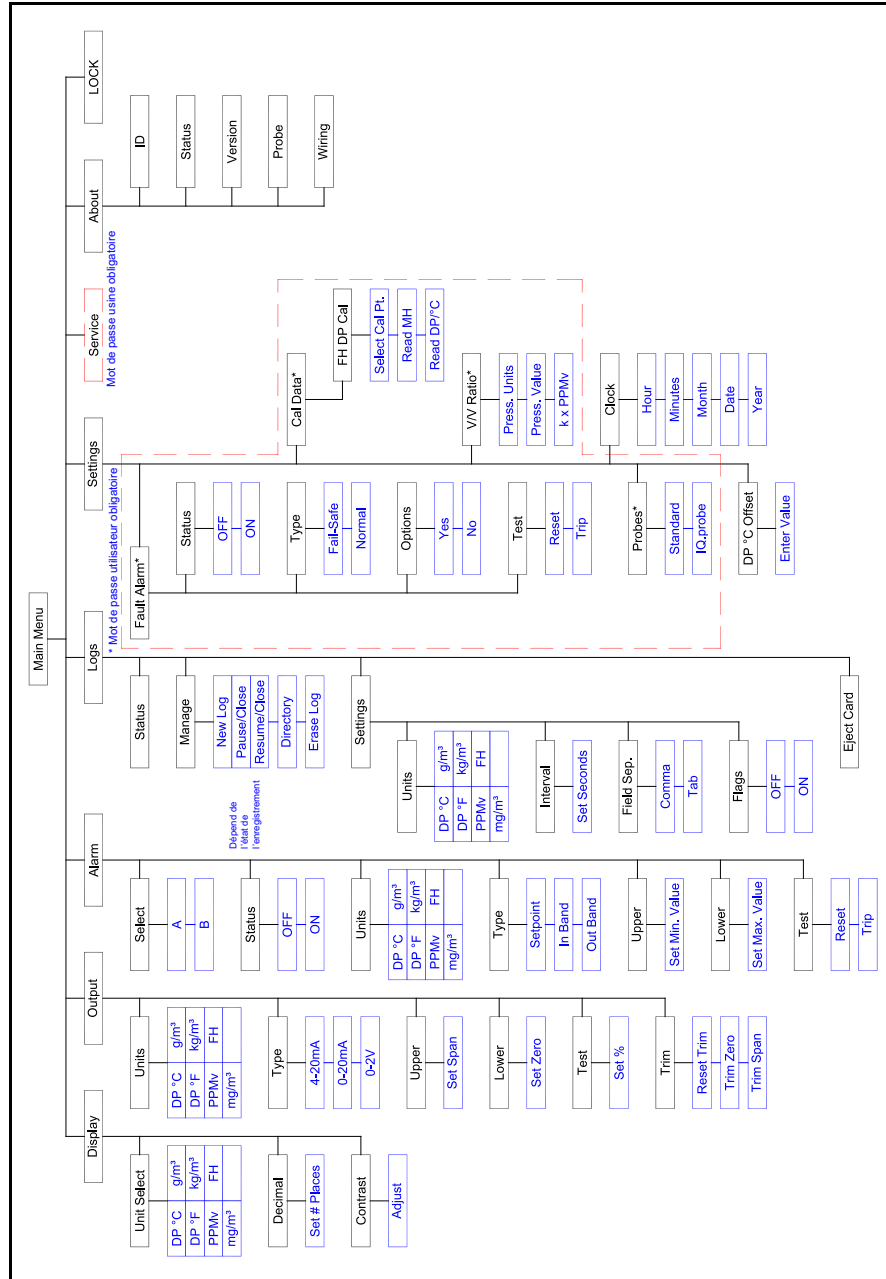 Main Menu
Display
Output
Alarm
Logs
Settings
Service
About
LOCK
* Mot de passe utilisateur obligatoire
Mot de passe usine obligatoire
Unit Select
DP °C g/m³
DP °F kg/m³
PPMv FH
mg/m³
Decimal
Set # Places
Contrast
Adjust
Units
DP °C g/m³
DP °F kg/m³
PPMv FH
mg/m³
Type
4-20mA
0-20mA
0-2V
Upper
Set Span
Lower
Set Zero
Test
Set %
Trim
Reset Trim
Trim Zero
Trim Span
Select
A
B
Status
OFF
ON
Units
DP °C g/m³
DP °F kg/m³
PPMv FH
mg/m³
Type
Setpoint
In Band
Out Band
Upper
Set Min. Value
Lower
Set Max. Value
Test
Reset
Trip
Status
Manage
New Log
Pause/Close
Resume/Close
Directory
Erase Log
Dépend de
l'état de
l'enregistrement
Settings
Units
DP °C g/m³
DP °F kg/m³
PPMv FH
mg/m³
Interval
Set Seconds
Field Sep.
Comma
Tab
Flags
OFF
ON
Eject Card
Fault Alarm*
Status
OFF
ON
Type
Fail-Safe
Normal
Options
Yes
No
Test
Reset
Trip
Cal Data*
FH DP Cal
Select Cal Pt.
Read MH
Read DP/°C
V/V Ratio*
Press. Units
Press. Value
k x PPMv
Clock
Hour
Minutes
Month
Date
Year
Probes*
Standard
IQ.probe
DP °C Offset
Enter Value
ID
Status
Version
Probe
Wiring